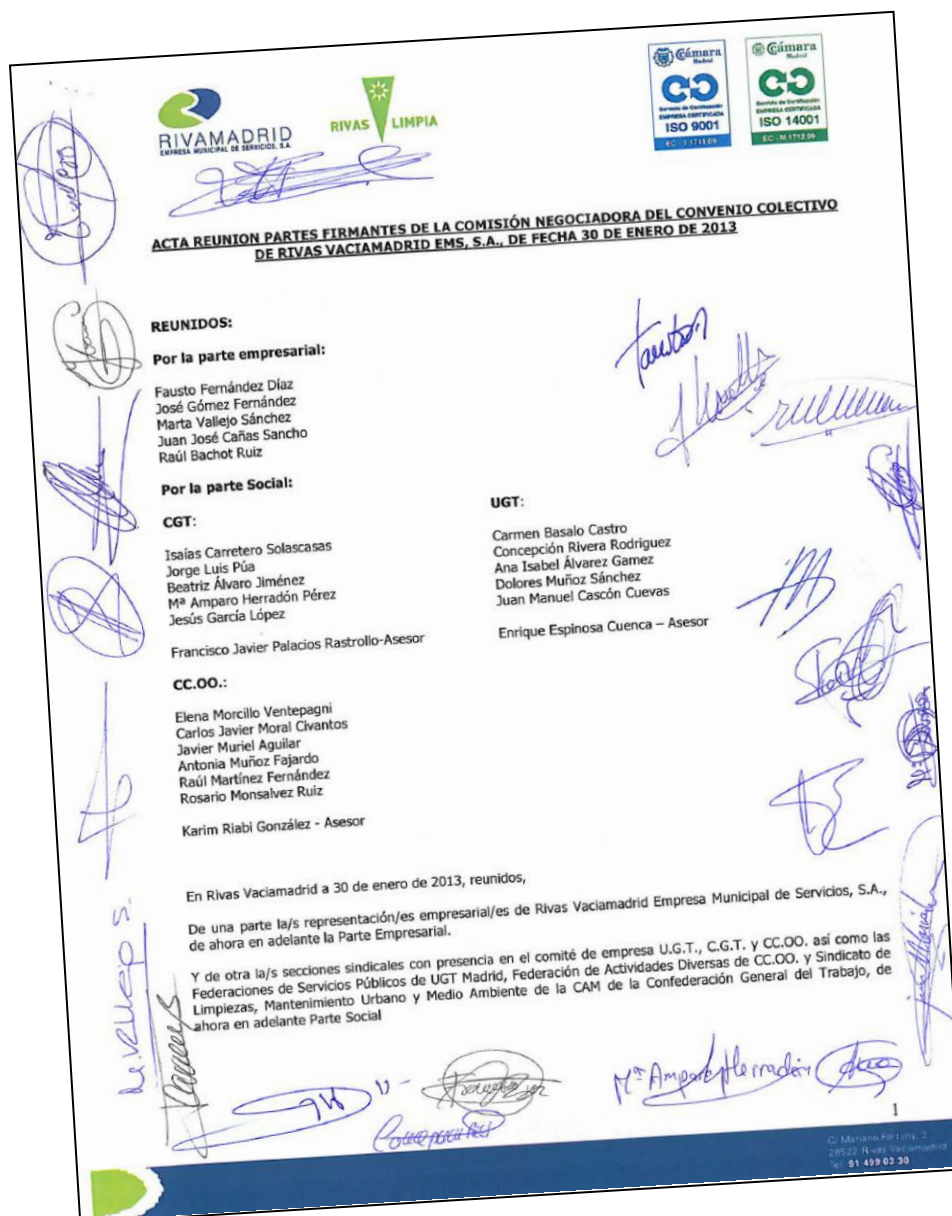 RIVAMADRID
EMPRESA MUNICIPAL DE SERVICIOS, S.A.
RIVAS LIMPIA
Cámara
Madrid
Servicio de Certificación
EMPRESA CERTIFICADA
ISO 9001
Cámara
Madrid
Servicio de Certificación
EMPRESA CERTIFICADA
ISO 14001
ACTA REUNION PARTES FIRMANTES DE LA COMISIÓN NEGOCIADORA DEL CONVENIO COLECTIVO
DE RIVAS VACIAMADRID EMS, S.A., DE FECHA 30 DE ENERO DE 2013
REUNIDOS:
Por la parte empresarial:
Fausto Fernández Díaz
José Gómez Fernández
Marta Vallejo Sánchez
Juan José Cañas Sancho
Raúl Bachot Ruiz
Por la parte Social:
CGT:
Isaías Carretero Solascasas
Jorge Luis Púa
Beatriz Álvaro Jiménez
Mª Amparo Herradón Pérez
Jesús García López
Francisco Javier Palacios Rastrollo-Asesor
UGT:
Carmen Basalo Castro
Concepción Rivera Rodriguez
Ana Isabel Álvarez Gamez
Dolores Muñoz Sánchez
Juan Manuel Cascón Cuevas
Enrique Espinosa Cuenca – Asesor
CC.OO.:
Elena Morcillo Ventepagni
Carlos Javier Moral Civantos
Javier Muriel Aguilar
Antonia Muñoz Fajardo
Raúl Martínez Fernández
Rosario Monsalvez Ruiz
Karim Riabi González - Asesor
En Rivas Vaciamadrid a 30 de enero de 2013, reunidos,
De una parte la/s representación/es empresarial/es de Rivas Vaciamadrid Empresa Municipal de Servicios, S.A.,
de ahora en adelante la Parte Empresarial.
Y de otra la/s secciones sindicales con presencia en el comité de empresa U.G.T., C.G.T. y CC.OO. así como las
Federaciones de Servicios Públicos de UGT Madrid, Federación de Actividades Diversas de CC.OO. y Sindicato de
Limpiezas, Mantenimiento Urbano y Medio Ambiente de la CAM de la Confederación General del Trabajo, de
ahora en adelante Parte Social
Mª Amparo Herradón
1
C/ Mariano Fortuny, 2
28522 Rivas Vaciamadrid
Tel. 91 499 03 30